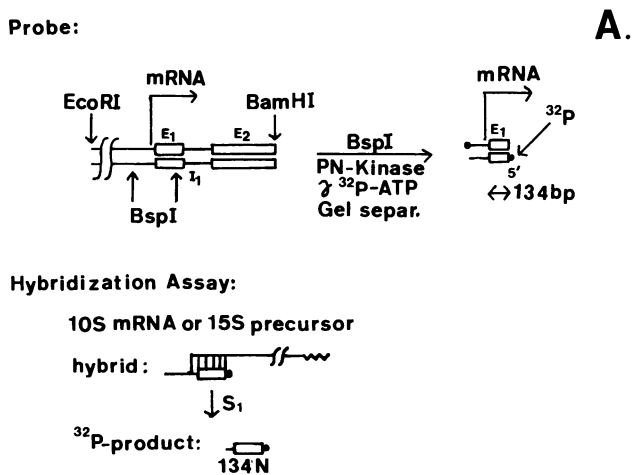 Probe:
A.
mRNA
EcoRI
BamHI
E1
E2
I1
BspI
BspI
PN-Kinase
γ 32P-ATP
Gel separ.
mRNA
32P
E1
5'
↔134bp
Hybridization Assay:
10S mRNA or 15S precursor
hybrid:
S1
32P-product:
134N